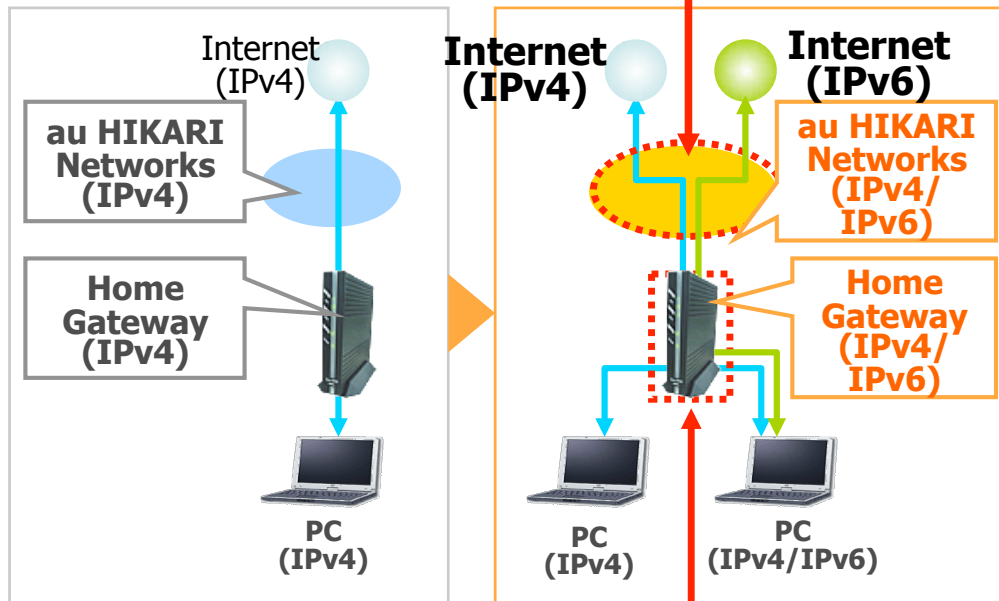 Internet
(IPv4)
au HIKARI
Networks
(IPv4)
Home
Gateway
(IPv4)
PC
(IPv4)
Internet
(IPv4)
Internet
(IPv6)
au HIKARI
Networks
(IPv4/
IPv6)
Home
Gateway
(IPv4/
IPv6)
PC
(IPv4)
PC
(IPv4/IPv6)